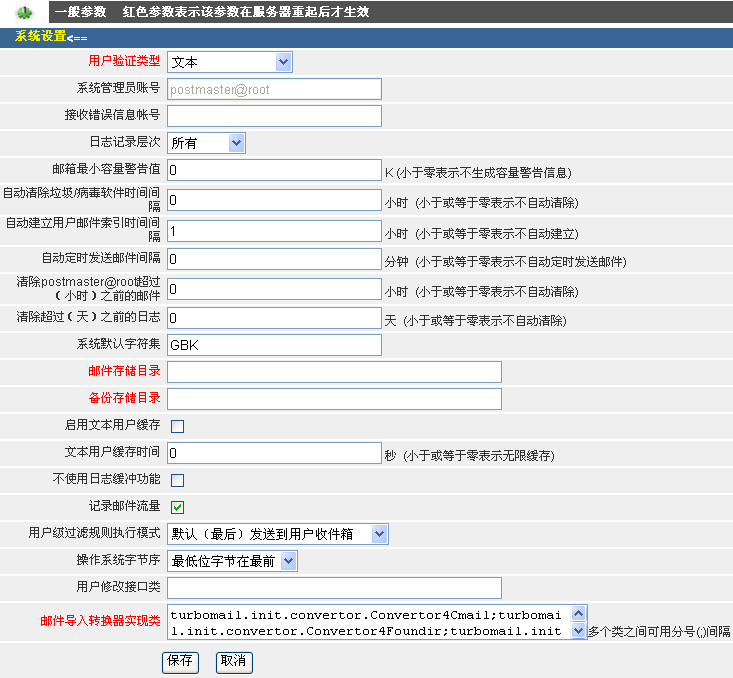 一般参数 红色参数表示该参数在服务器重起后才生效
系统设置<==
用户验证类型 文本
系统管理员账号 postmaster@root
接收错误信息帐号
日志记录层次 所有
邮箱最小容量警告值 0 K (小于零表示不生成容量警告信息)
自动清除垃圾/病毒软件时间间
隔 0 小时 (小于或等于零表示不自动清除)
自动建立用户邮件索引时间间
隔 1 小时 (小于或等于零表示不自动建立)
自动定时发送邮件间隔 0 分钟 (小于或等于零表示不自动定时发送邮件)
清除postmaster@root超过
(小时)之前的邮件 0 小时 (小于或等于零表示不自动清除)
清除超过(天)之前的日志 0 天 (小于或等于零表示不自动清除)
系统默认字符集 GBK
邮件存储目录
备份存储目录
启用文本用户缓存
文本用户缓存时间 0 秒 (小于或等于零表示无限缓存)
不使用日志缓冲功能
记录邮件流量
用户级过滤规则执行模式 默认（最后）发送到用户收件箱
操作系统字节序 最低位字节在最前
用户修改接口类
邮件导入转换器实现类 turbomail.init.convertor.Convertor4Cmail;turbomai
l.init.convertor.Convertor4Foundir;turbomail.init 多个类之间可用分号(;)间隔
保存 取消